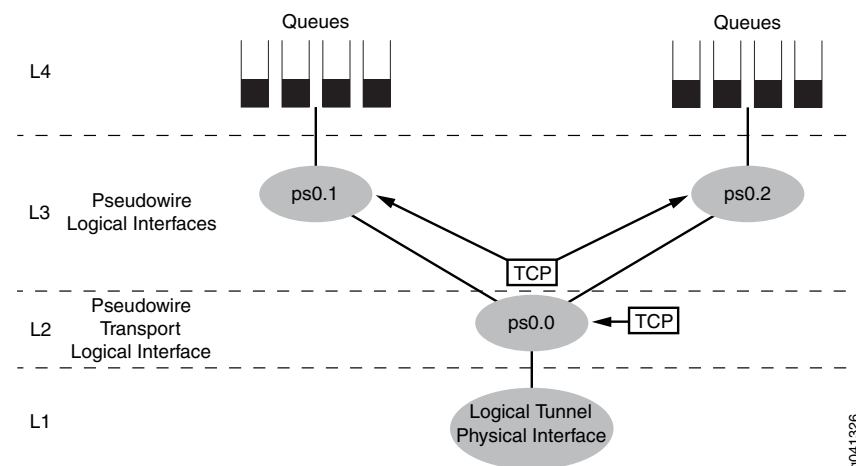 Queues
Queues
L4
ps0.1
ps0.2
L3
Pseudowire
Logical Interfaces
TCP
Pseudowire
Transport
Logical Interface
L2
ps0.0
TCP
L1
Logical Tunnel
Physical Interface
g041326